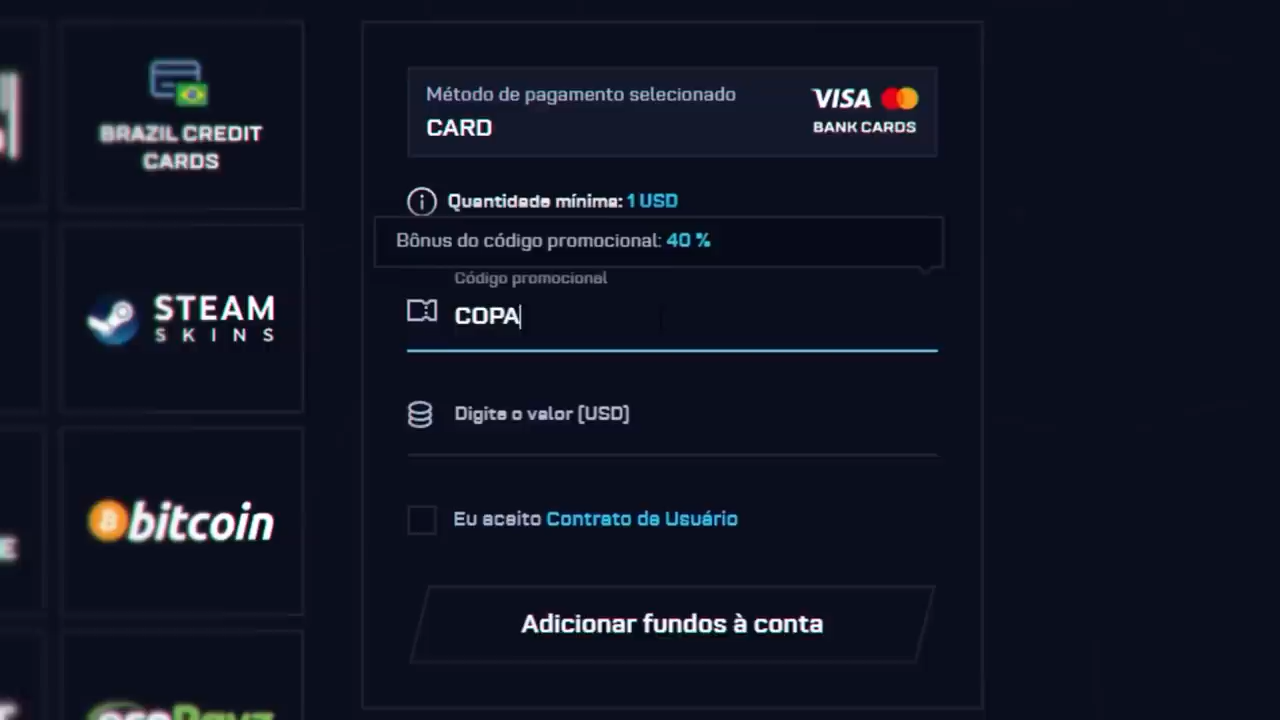 BRAZIL CREDIT
CARDS
STEAM
SKINS
bitcoin
Método de pagamento selecionado
CARD
VISA
BANK CARDS
Quantidade mínima: 1 USD
Bônus do código promocional: 40 %
Código promocional
COPA
Digite o valor (USD)
Eu aceito Contrato de Usuário
Adicionar fundos à conta